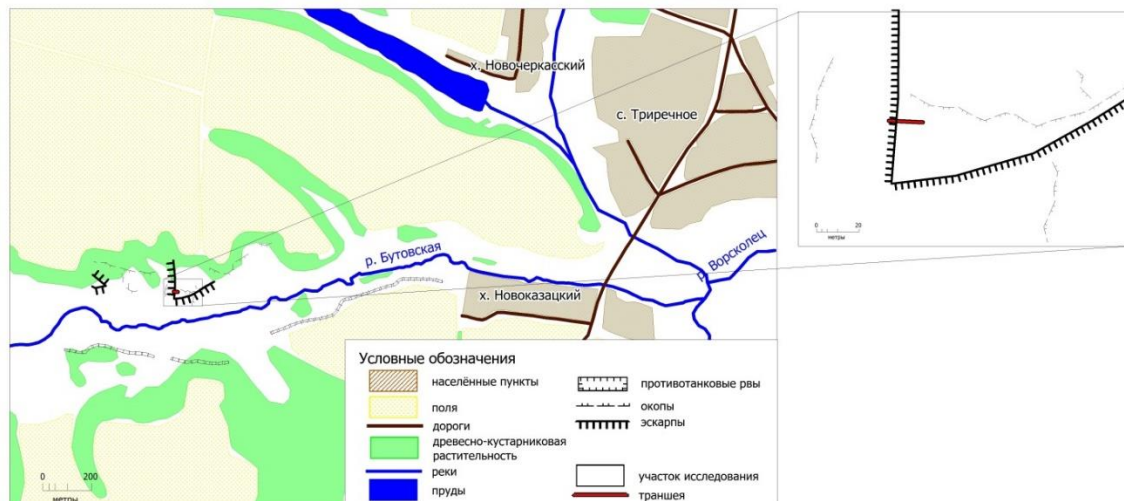 х. Новочеркасский
с. Триречное
р. Бутовская
р. Ворсколец
х. Новоказацкий
0 20
метры
Условные обозначения
населённые пункты
поля
дороги
древесно-кустарниковая
растительность
реки
пруды
противотанковые рвы
окопы
эскарпы
участок исследования
траншея
0 200
метры